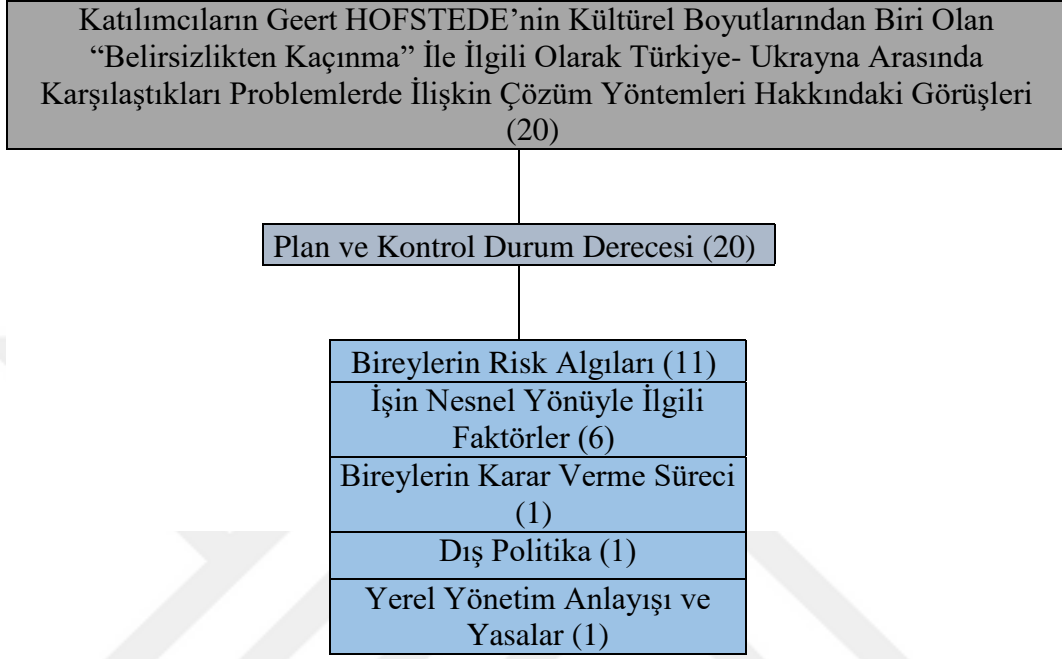 Katılımcıların Geert HOFSTEDE’nin Kültürel Boyutlarından Biri Olan
“Belirsizlikten Kaçınma” İle İlgili Olarak Türkiye- Ukrayna Arasında
Karşılaştıkları Problemlerde İlişkin Çözüm Yöntemleri Hakkındaki Görüşleri
(20)
Plan ve Kontrol Durum Derecesi (20)
Bireylerin Risk Algıları (11)
İşin Nesnel Yönüyle İlgili
Faktörler (6)
Bireylerin Karar Verme Süreci
(1)
Dış Politika (1)
Yerel Yönetim Anlayışı ve
Yasalar (1)